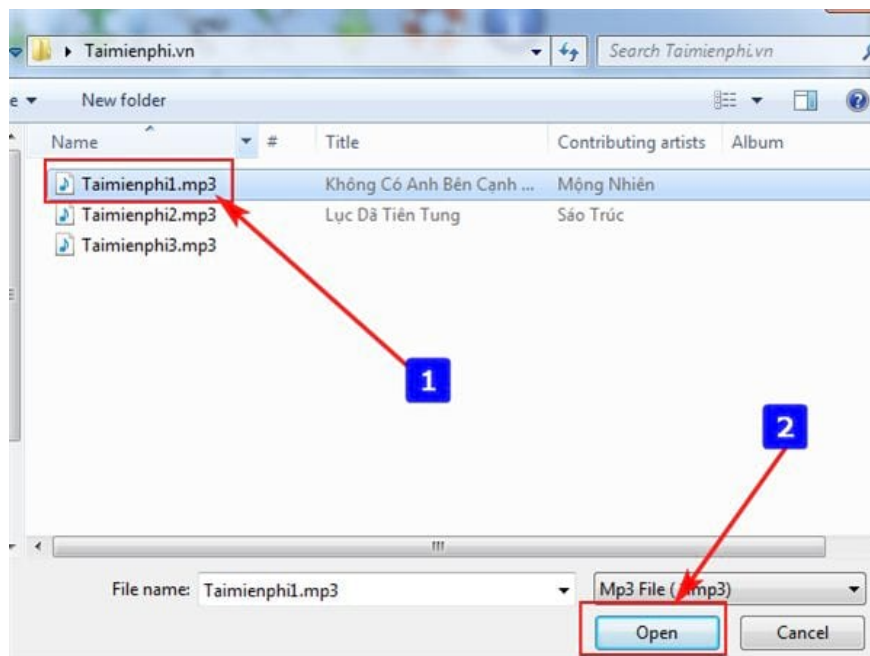 Taimienphi.vn
Search Taimienphi.vn
New folder
Name # Title Contributing artists Album
Taimienphi1.mp3 Không Có Anh Bên Cạnh ... Mộng Nhiên
Taimienphi2.mp3 Lục Dã Tiên Tung Sáo Trúc
Taimienphi3.mp3
1
2
File name: Taimienphi1.mp3 Mp3 File (
Open Cancel